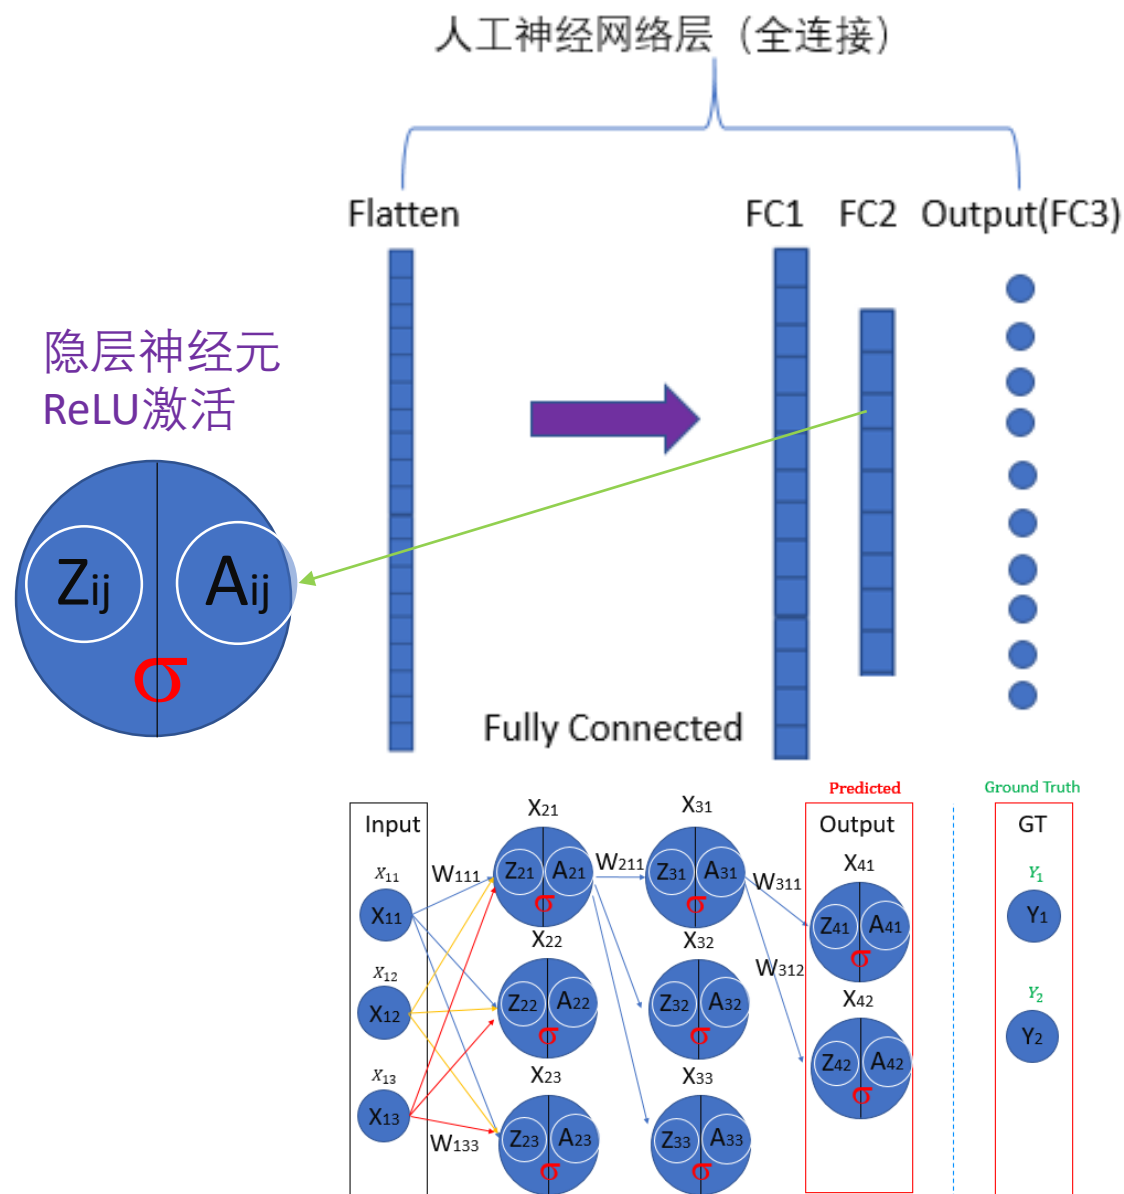 人工神经网络层（全连接）
Flatten
FC1
FC2
Output(FC3)
隐层神经元
ReLU激活
Zij
Aij
σ
Fully Connected
Predicted
Ground Truth
Input
Output
GT
X21
X31
X11
X11
W111
Z21
A21
σ
W211
Z31
A31
σ
W311
X41
Z41
A41
σ
Y1
Y1
X12
X12
X22
Z22
A22
σ
X32
Z32
A32
σ
W312
X42
Z42
A42
σ
Y2
Y2
X13
X13
W133
X23
Z23
A23
σ
X33
Z33
A33
σ